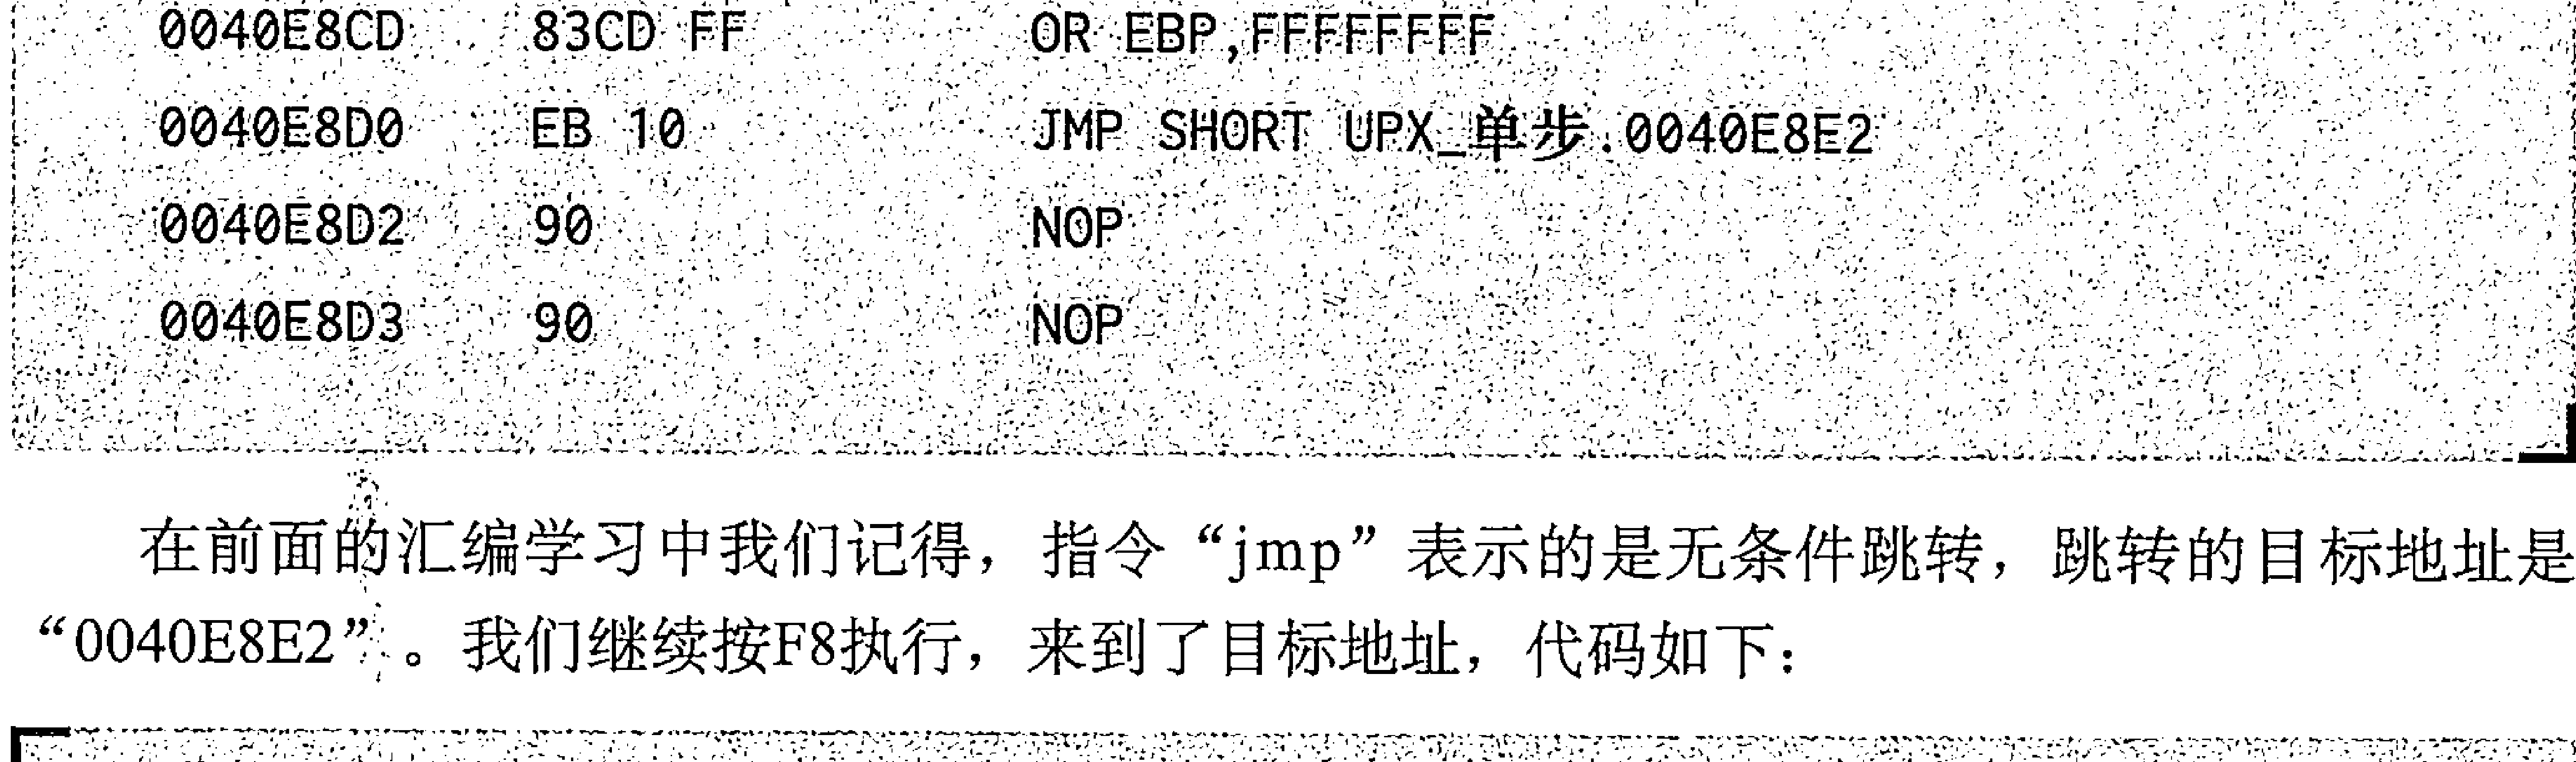 0040E8CD 83CD FF OR EBP,FFFFFFFF
0040E8D0 EB 10 JMP SHORT UPX_单步.0040E8E2
0040E8D2 90 NOP
0040E8D3 90 NOP
在前面的汇编学习中我们记得，指令“jmp”表示的是无条件跳转，跳转的目标地址是
“0040E8E2”。我们继续按F8执行，来到了目标地址，代码如下：